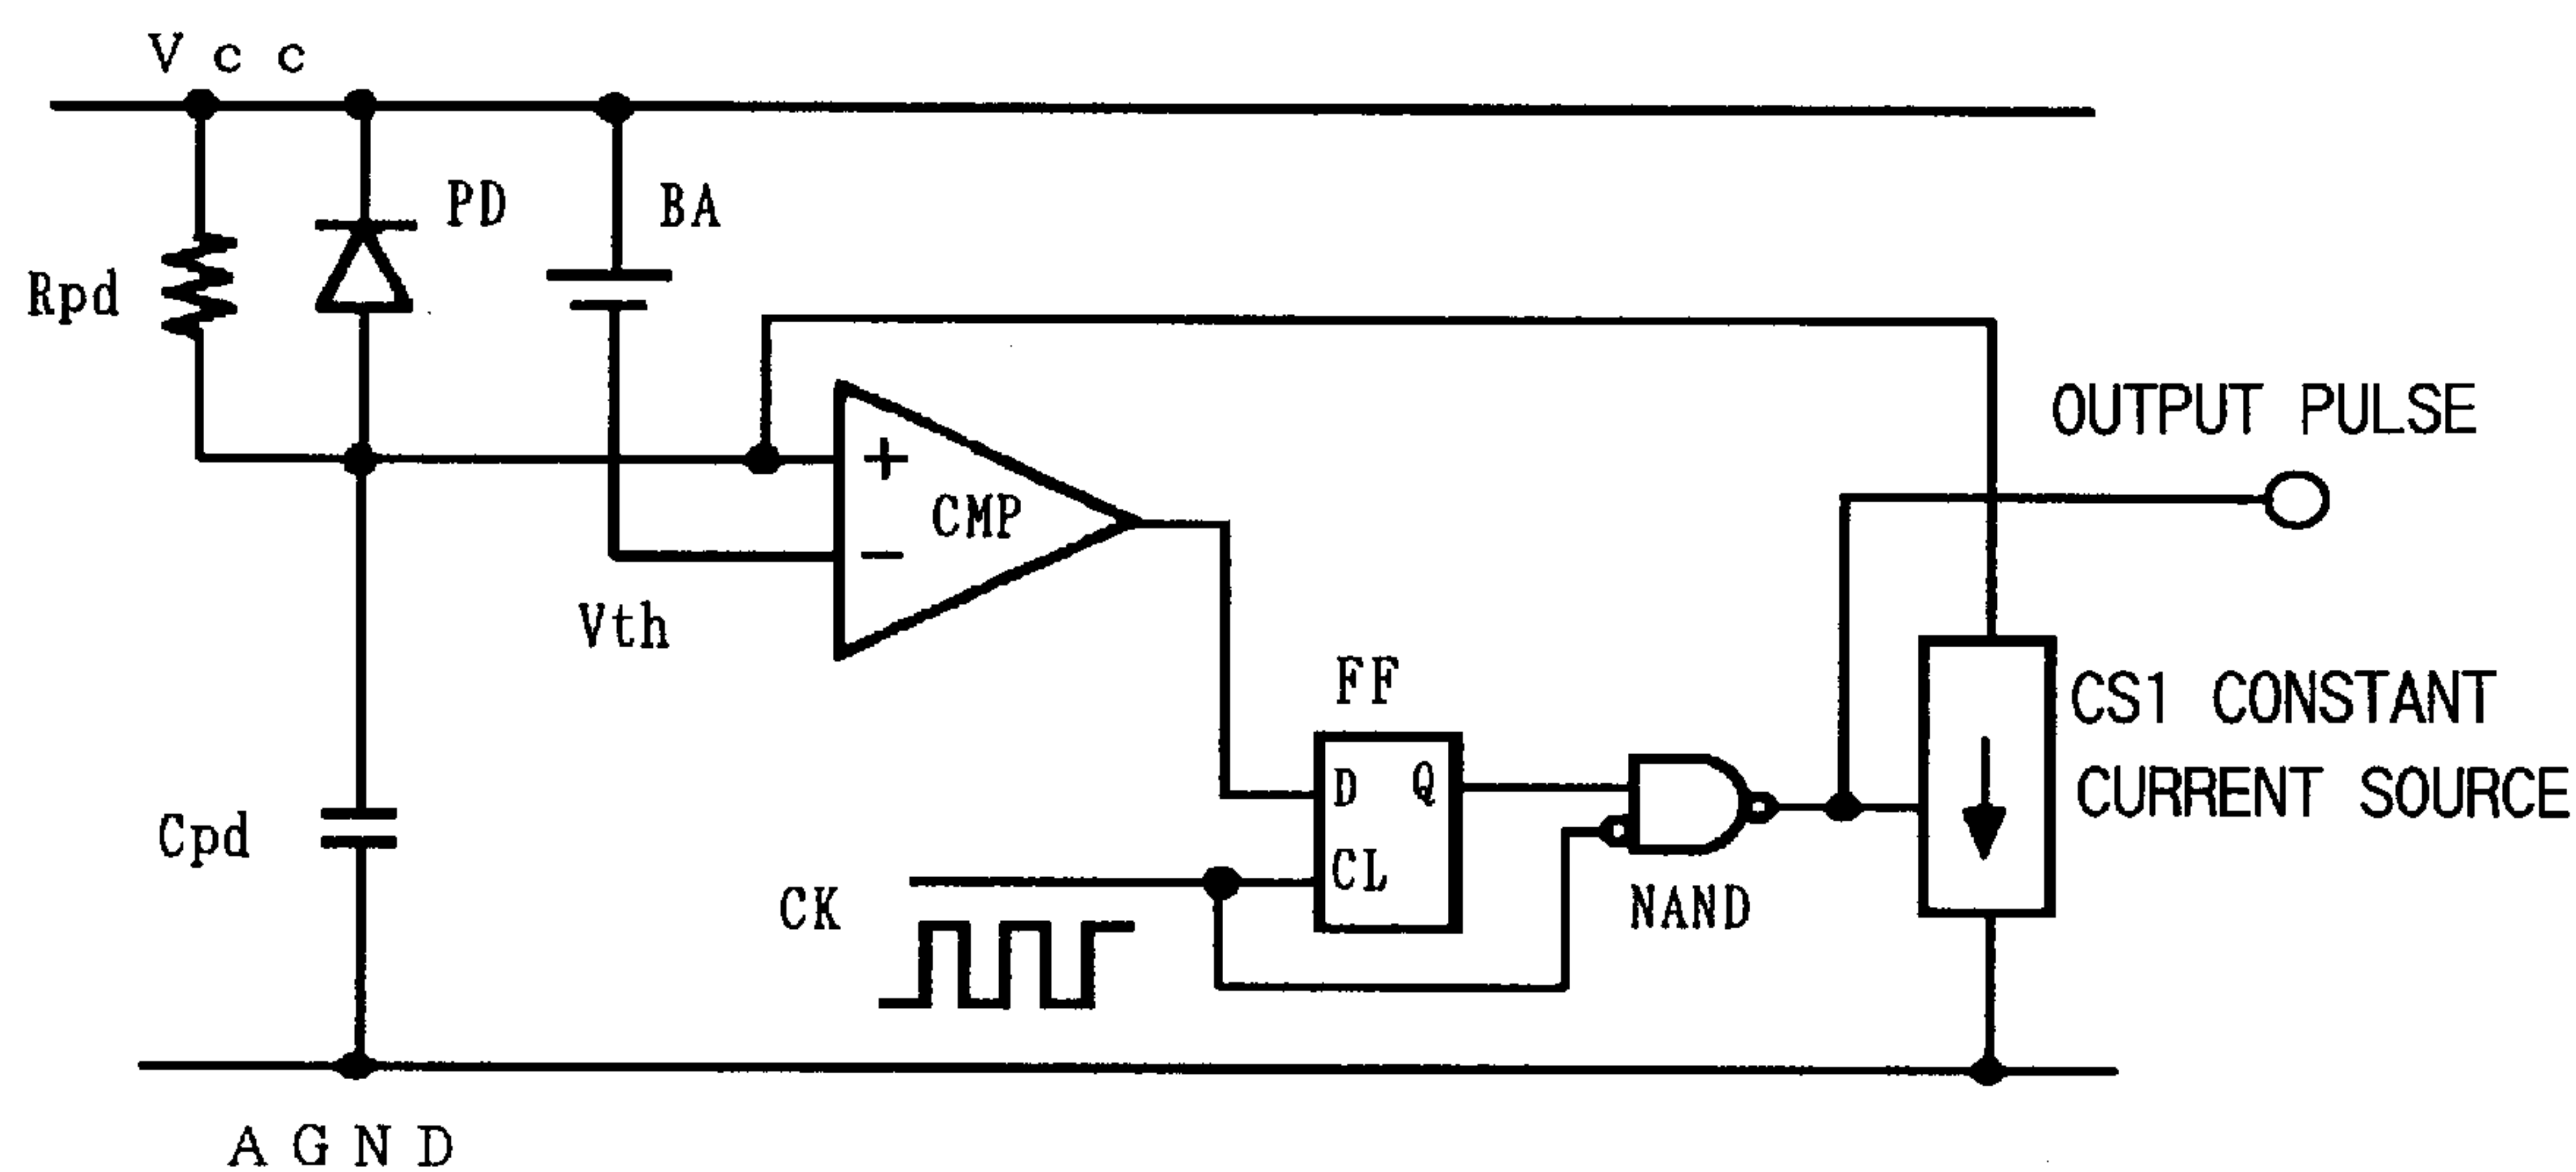 Vcc
PD
BA
Rpd
OUTPUT PULSE
+
CMP
−
Vth
FF
CS1 CONSTANT
CURRENT SOURCE
D Q
CL
Cpd
CK
NAND
AGND